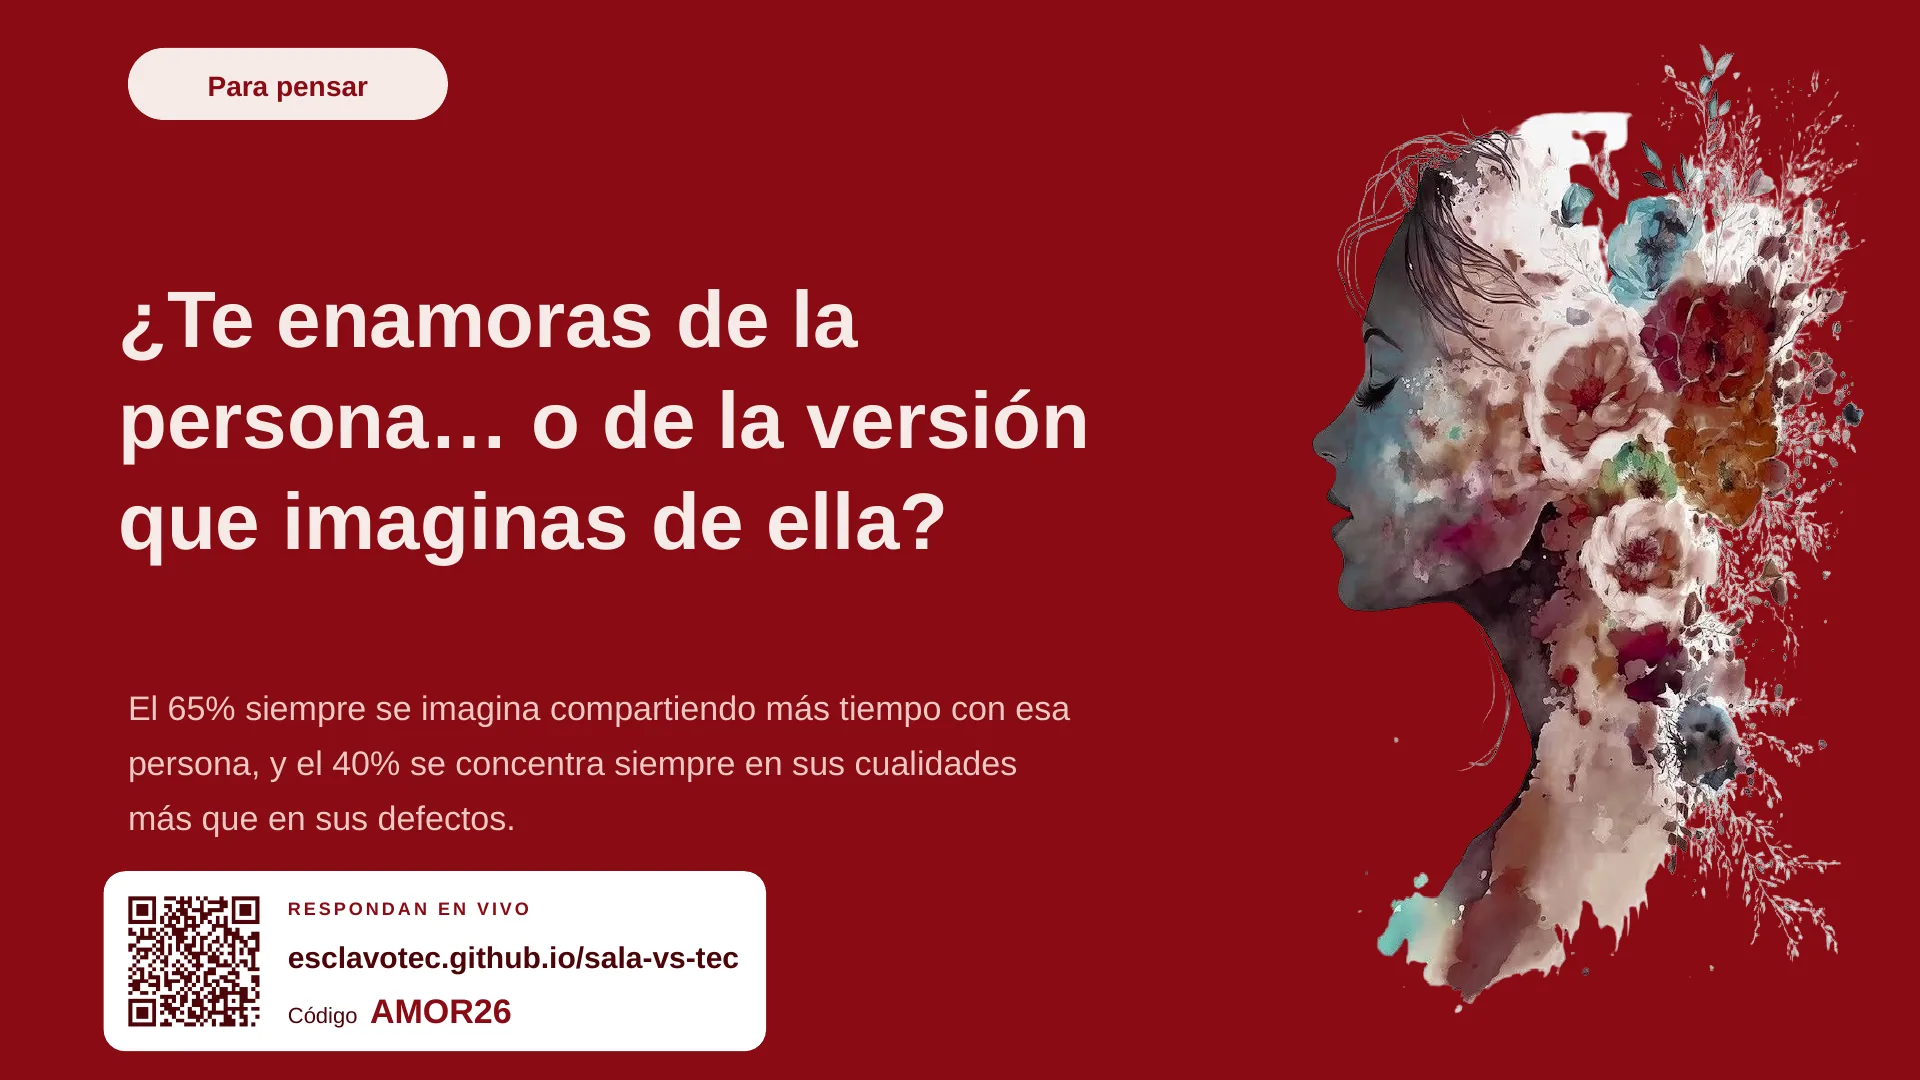 Para pensar
¿Te enamoras de la
persona… o de la versión
que imaginas de ella?
El 65% siempre se imagina compartiendo más tiempo con esa
persona, y el 40% se concentra siempre en sus cualidades
más que en sus defectos.
RESPONDAN EN VIVO
esclavotec.github.io/sala-vs-tec
Código AMOR26